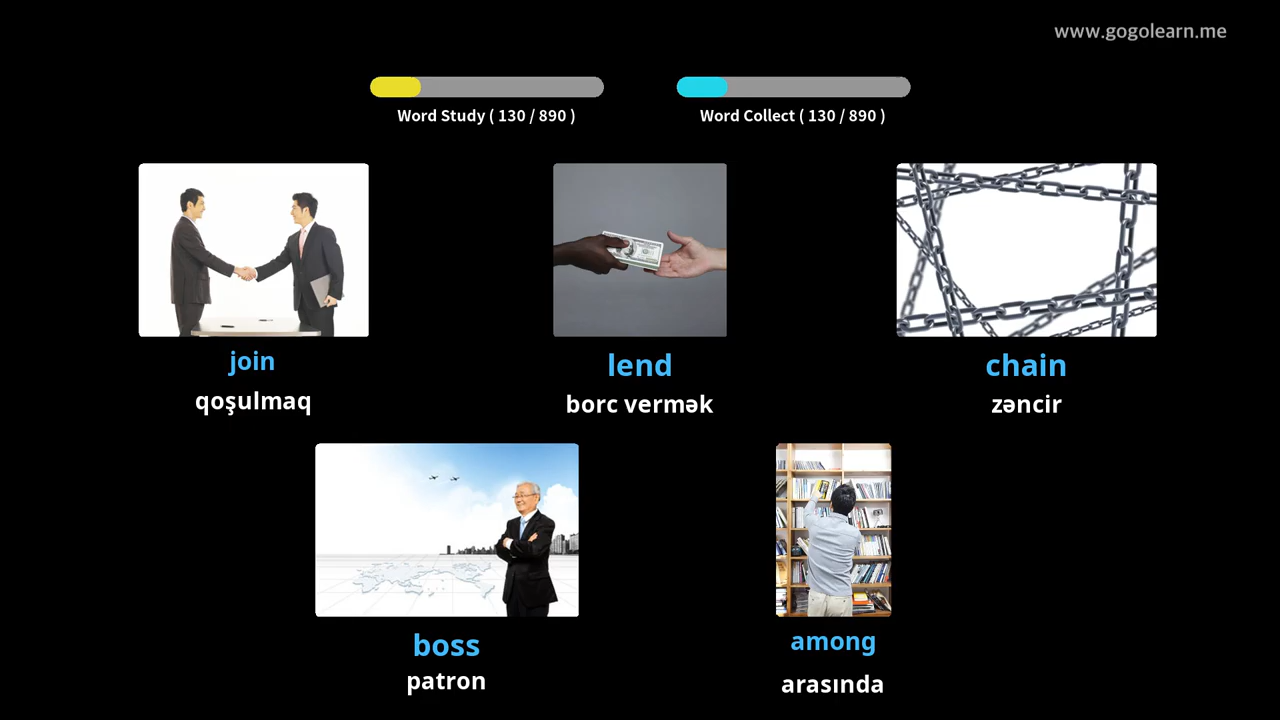 www.gogolearn.me
Word Study ( 130 / 890 )
Word Collect ( 130 / 890 )
join
qoşulmaq
lend
borc vermək
chain
zəncir
boss
patron
among
arasında